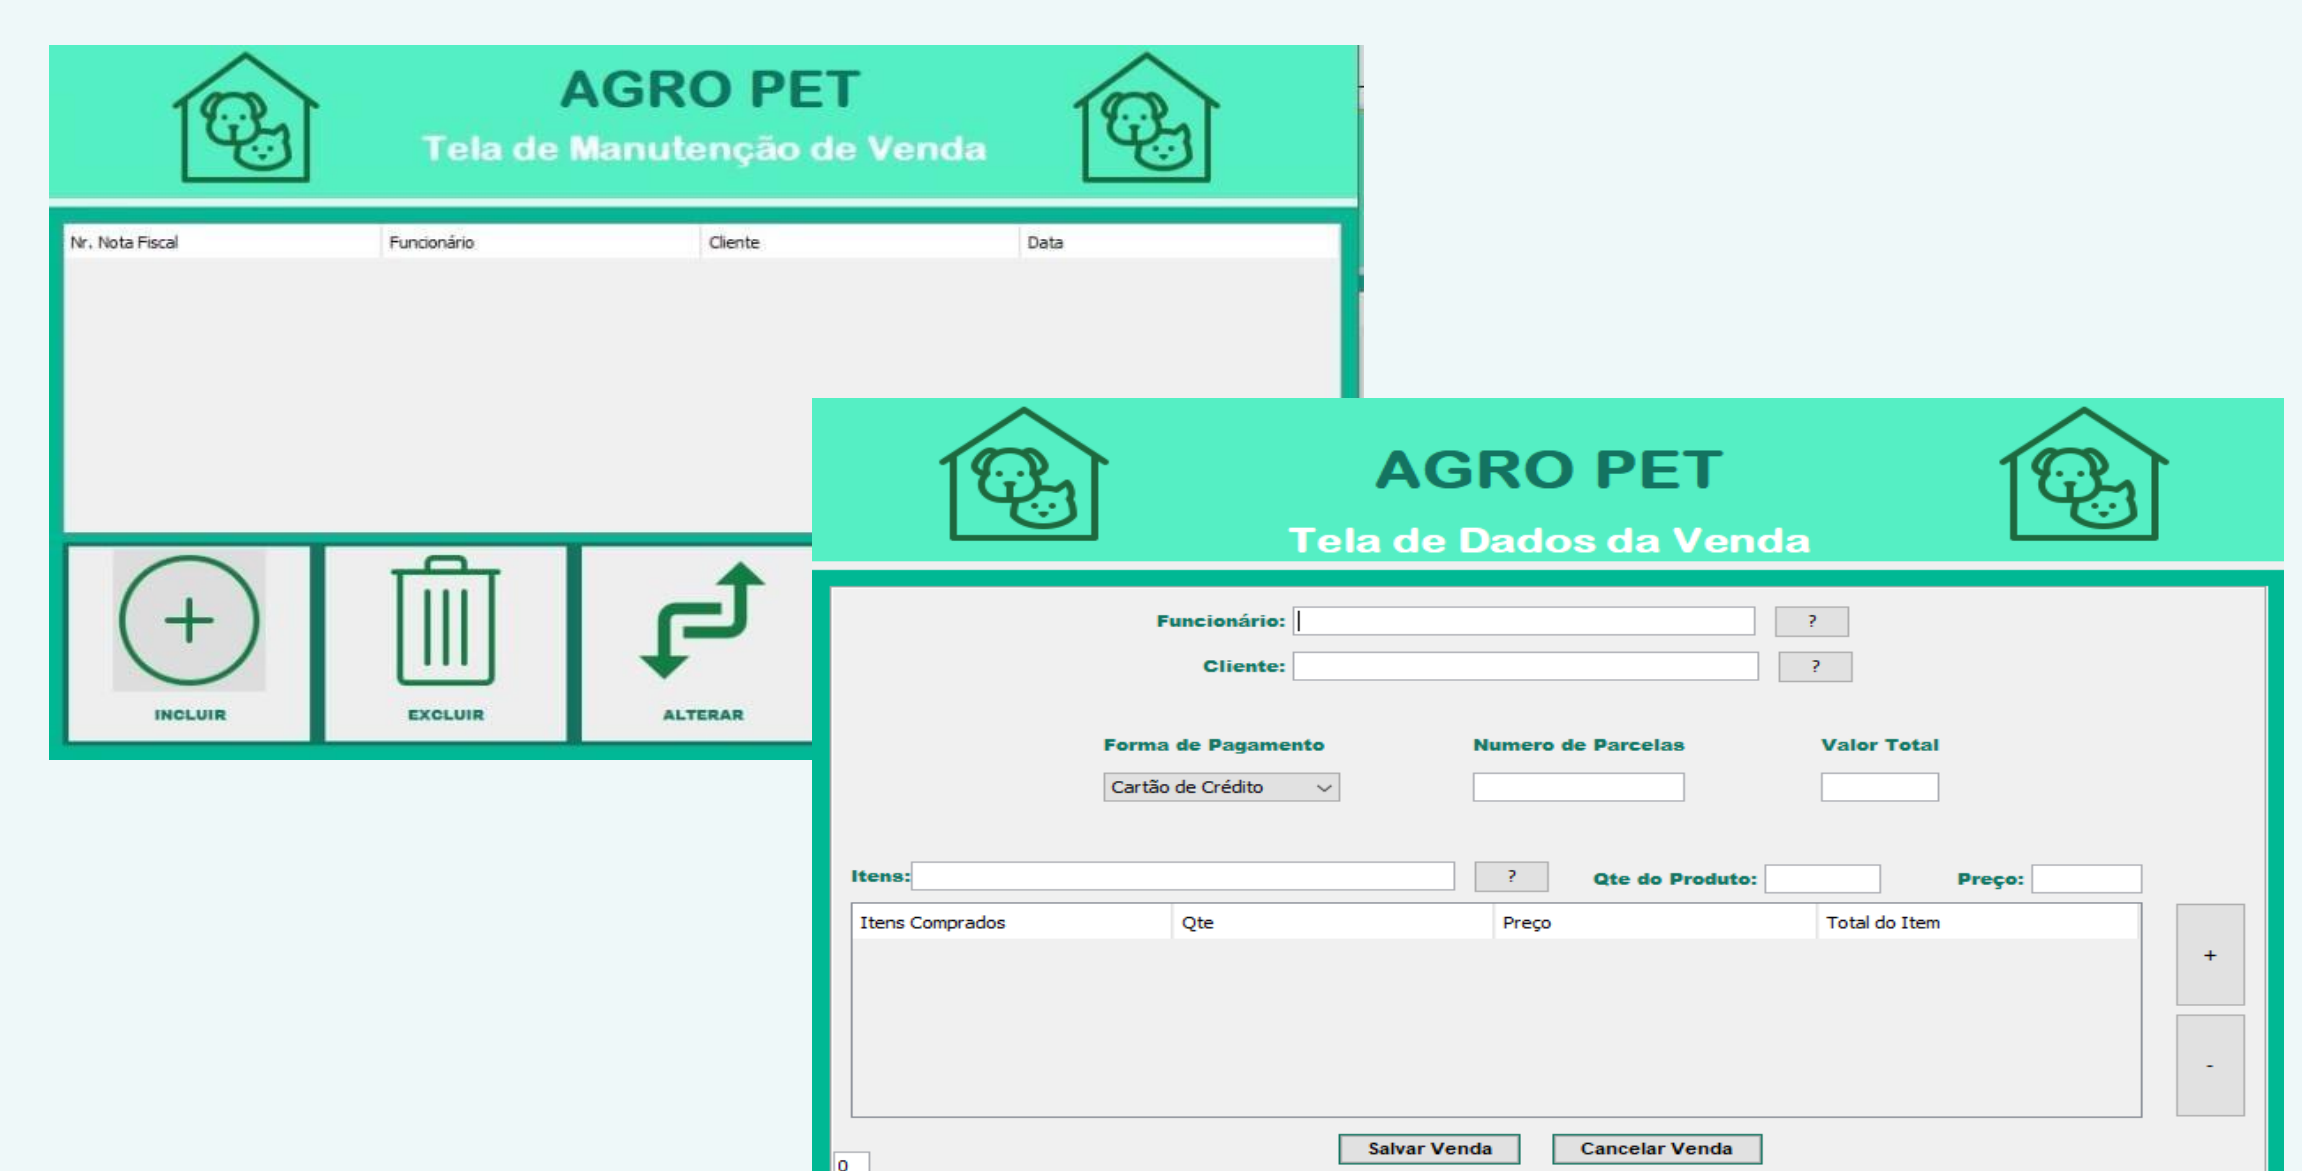 AGRO PET
Tela de Manutenção de Venda
Nr. Nota Fiscal Funcionário Cliente Data
INCLUIR EXCLUIR ALTERAR
AGRO PET
Tela de Dados da Venda
Funcionário: ?
Cliente: ?
Forma de Pagamento Numero de Parcelas Valor Total
Cartão de Crédito
Itens: ? Qte do Produto: Preço:
Itens Comprados Qte Preço Total do Item
+
-
Salvar Venda Cancelar Venda
0